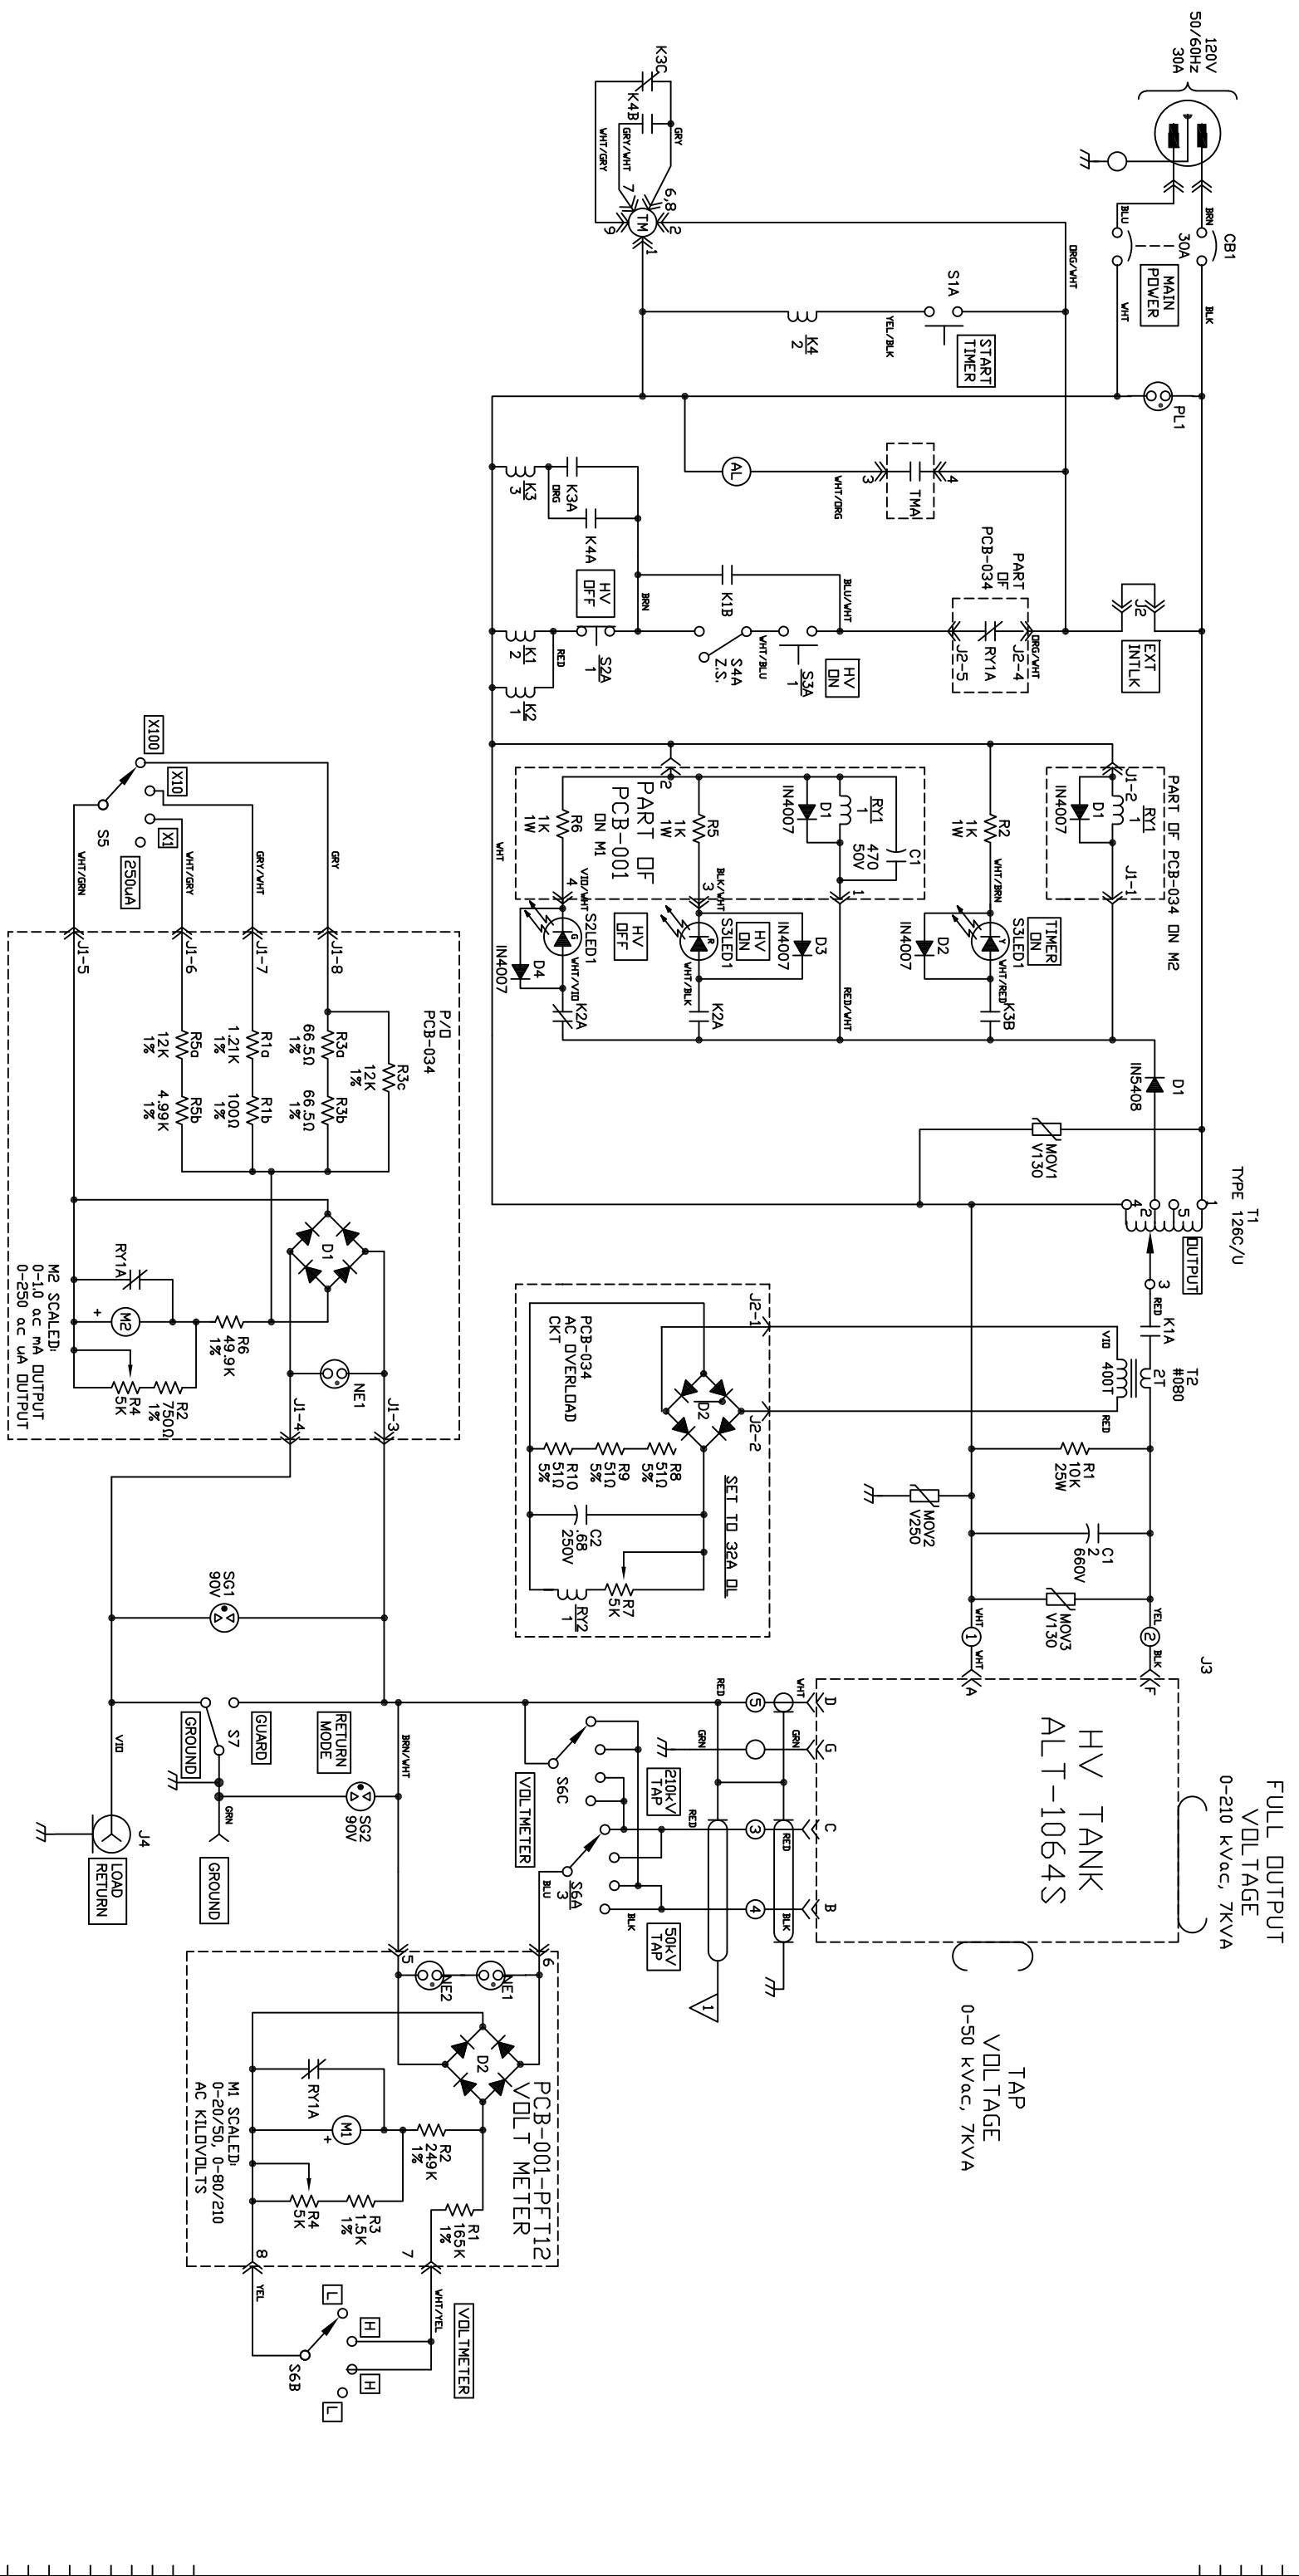 120V
50/60Hz
30A
BRN
BLU
CB1
30A
MAIN
POWER
BLK
WHT
PL1
K3C
K4B
GRY
GRY/WHT
WHT/GRY
6,8
7
TM
2
9
1
ORG/WHT
S1A
START
TIMER
YEL/BLK
K4
2
AL
WHT/ORG
3
TMA
4
K3
3
K3A
ORG
K4A
HV
OFF
BRN
K1B
BLU/WHT
PART
OF
PCB-034
J2-5
RY1A
J2-4
ORG/WHT
J2
EXT
INTLK
K1
2
RED
S2A
1
K2
1
S4A
Z.S.
WHT/BLU
S3A
1
HV
ON
PART OF PCB-034 ON M2
J1-2
RY1
1
D1
IN4007
J1-1
R2
1K
1W
WHT/BRN
TIMER
ON
S3LED1
Y
D2
IN4007
WHT/RED
K3B
PART OF
PCB-001
ON M1
2
RY1
1
D1
IN4007
C1
470
50V
1
RED/WHT
R5
1K
1W
3
BLK/WHT
HV
ON
S3LED1
R
D3
IN4007
WHT/BLK
K2A
R6
1K
1W
4
VIO/WHT
S2LED1
G
HV
OFF
D4
IN4007
WHT/VIO
K2A
WHT
D1
IN5408
MOV1
V130
T1
TYPE 126C/U
1
5
2
4
OUTPUT
3
RED
K1A
T2
#080
2T
400T
VIO
RED
R1
10K
25W
MOV2
V250
C1
2
660V
MOV3
V130
YEL
2
BLK
WHT
1
WHT
J3
F
A
J2-1
J2-2
PCB-034
AC OVERLOAD
CKT
D2
R8
51Ω
5%
R9
51Ω
5%
R10
51Ω
5%
C2
.68
250V
SET TO 32A OL
R7
5K
RY2
1
HV TANK
ALT-1064S
FULL OUTPUT
VOLTAGE
0-210 kVac, 7KVA
TAP
VOLTAGE
0-50 kVac, 7KVA
D
G
C
B
WHT
5
RED
GRN
GRN
3
RED
4
BLK
1
210kV
TAP
RED
50kV
TAP
BLK
S6C
VOLTMETER
S6A
3
BLU
X100
X10
X1
250uA
S5
GRY
GRY/WHT
WHT/GRY
WHT/GRN
J1-8
J1-7
J1-6
J1-5
P/O
PCB-034
R3c
12K
1%
R3a
66.5Ω
1%
R3b
66.5Ω
1%
R1a
1.21K
1%
R1b
100Ω
1%
R5a
12K
1%
R5b
4.99K
1%
D1
RY1A
M2
+
R6
49.9K
1%
R2
750Ω
1%
R4
5K
NE1
J1-3
J1-4
M2 SCALED:
0-1.0 ac mA OUTPUT
0-250 ac uA OUTPUT
SG1
90V
GROUND
GUARD
S7
RETURN
MODE
BRN/WHT
SG2
90V
VIO
GRN
GROUND
J4
LOAD
RETURN
5
6
NE2
NE1
D2
PCB-001-PFT12
VOLT METER
RY1A
M1
+
R2
249K
1%
R1
165K
1%
R3
1.5K
1%
R4
5K
M1 SCALED:
0-20/50, 0-80/210
AC KILOVOLTS
7
8
WHT/YEL
YEL
VOLTMETER
L
H
H
L
S6B